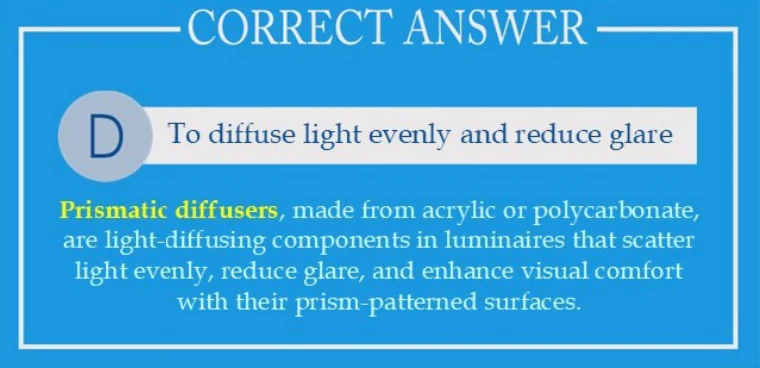 CORRECT ANSWER
D
To diffuse light evenly and reduce glare
Prismatic diffusers, made from acrylic or polycarbonate,
are light-diffusing components in luminaires that scatter
light evenly, reduce glare, and enhance visual comfort
with their prism-patterned surfaces.